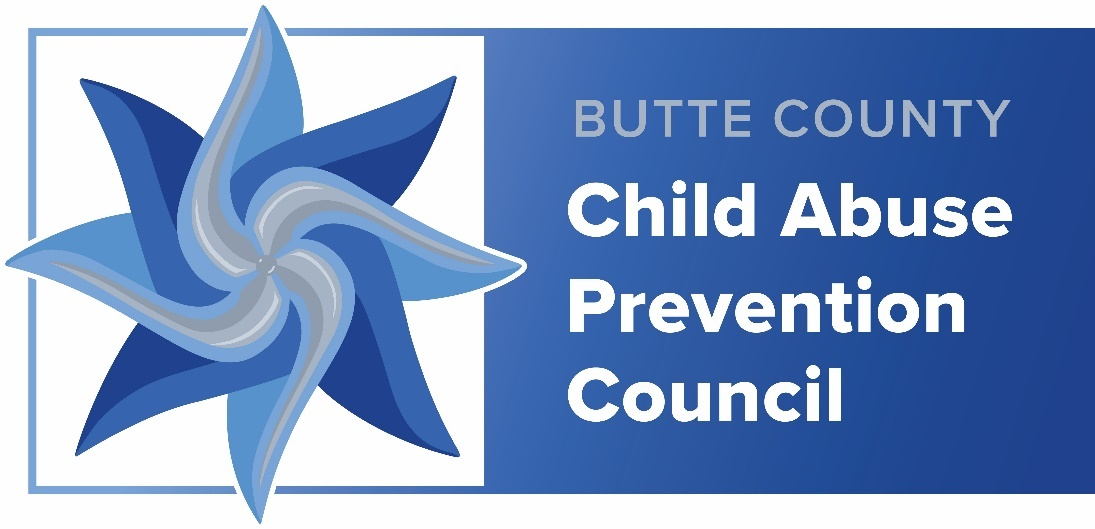 BUTTE COUNTY
Child Abuse
Prevention
Council